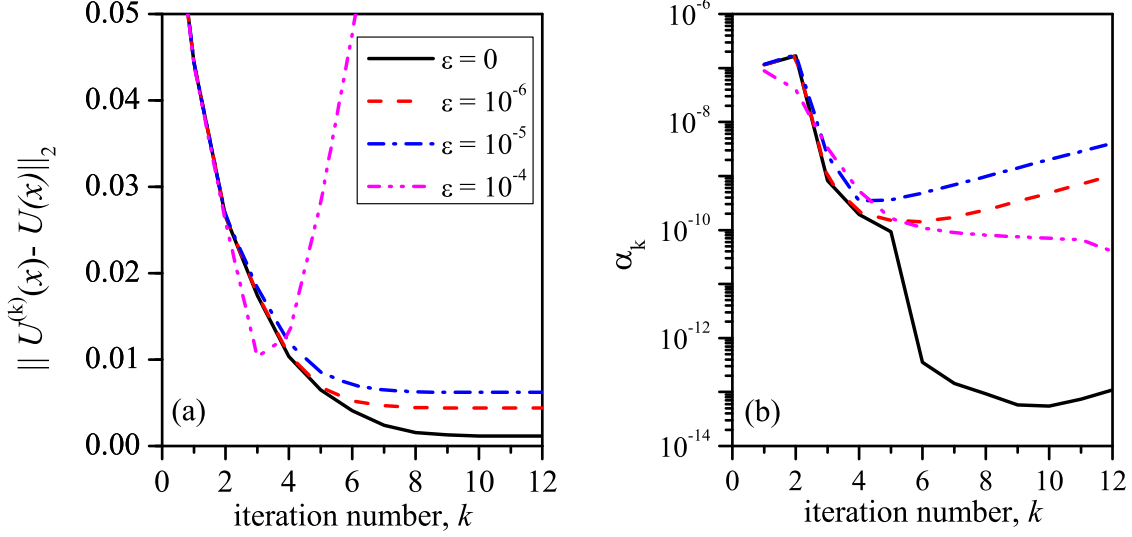 || U^(k)(x)- U(x)||_2
0.05
0.04
0.03
0.02
0.01
0.00
ε = 0
ε = 10^-6
ε = 10^-5
ε = 10^-4
(a)
0 2 4 6 8 10 12
iteration number, k
α_k
10^-6
10^-8
10^-10
10^-12
10^-14
(b)
0 2 4 6 8 10 12
iteration number, k